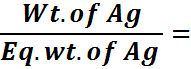 Wt. of Ag
Eq. wt. of Ag =